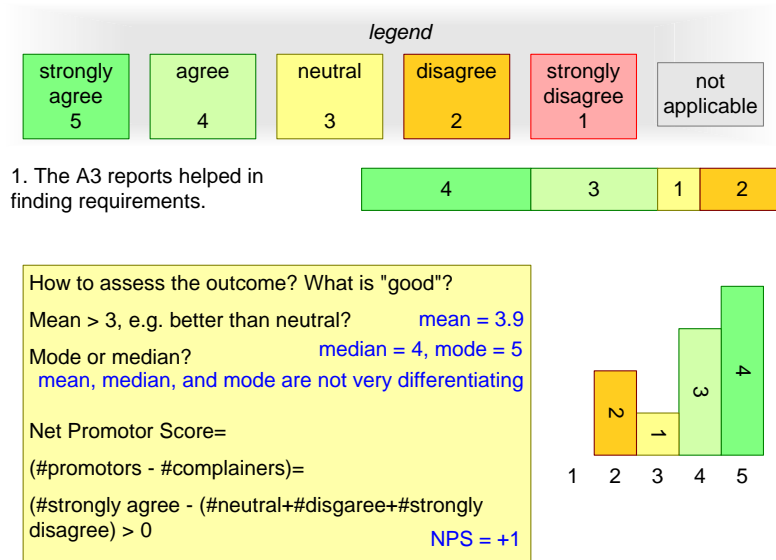 legend
strongly
agree
5
agree
4
neutral
3
disagree
2
strongly
disagree
1
not
applicable
1. The A3 reports helped in
finding requirements.
4
3
1
2
How to assess the outcome? What is "good"?
Mean > 3, e.g. better than neutral?
mean = 3.9
Mode or median?
median = 4, mode = 5
mean, median, and mode are not very differentiating
Net Promotor Score=
(#promotors - #complainers)=
(#strongly agree - (#neutral+#disgaree+#strongly
disagree) > 0
NPS = +1
2
1
3
4
1 2 3 4 5